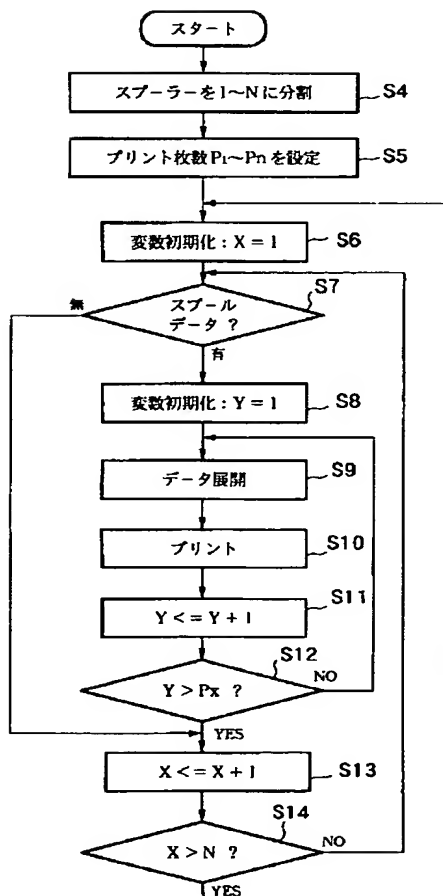 スタート
スプーラーを1～Nに分割
S4
プリント枚数P1～Pnを設定
S5
変数初期化：X＝1
S6
S7
無
スプール
データ？
有
変数初期化：Y＝1
S8
データ展開
S9
プリント
S10
Y<=Y+1
S11
S12
Y>Px ？
NO
YES
X<=X+1
S13
S14
X>N ？
NO
YES